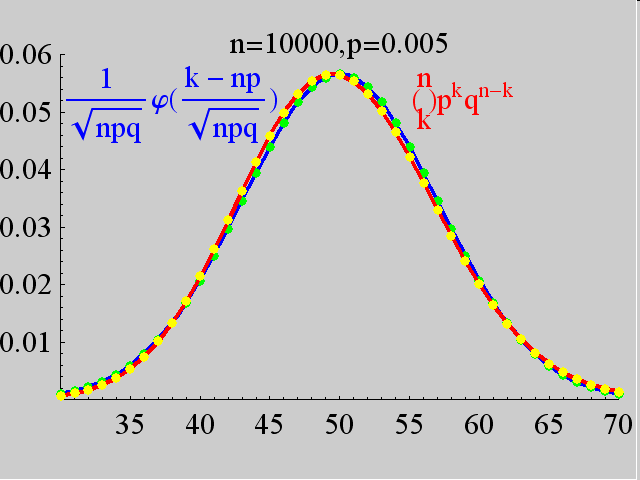 n=10000,p=0.005
0.06
0.05
0.04
0.03
0.02
0.01
1
√npq φ( k − np
√npq )
n
( ) p^k q^n−k
k
35 40 45 50 55 60 65 70